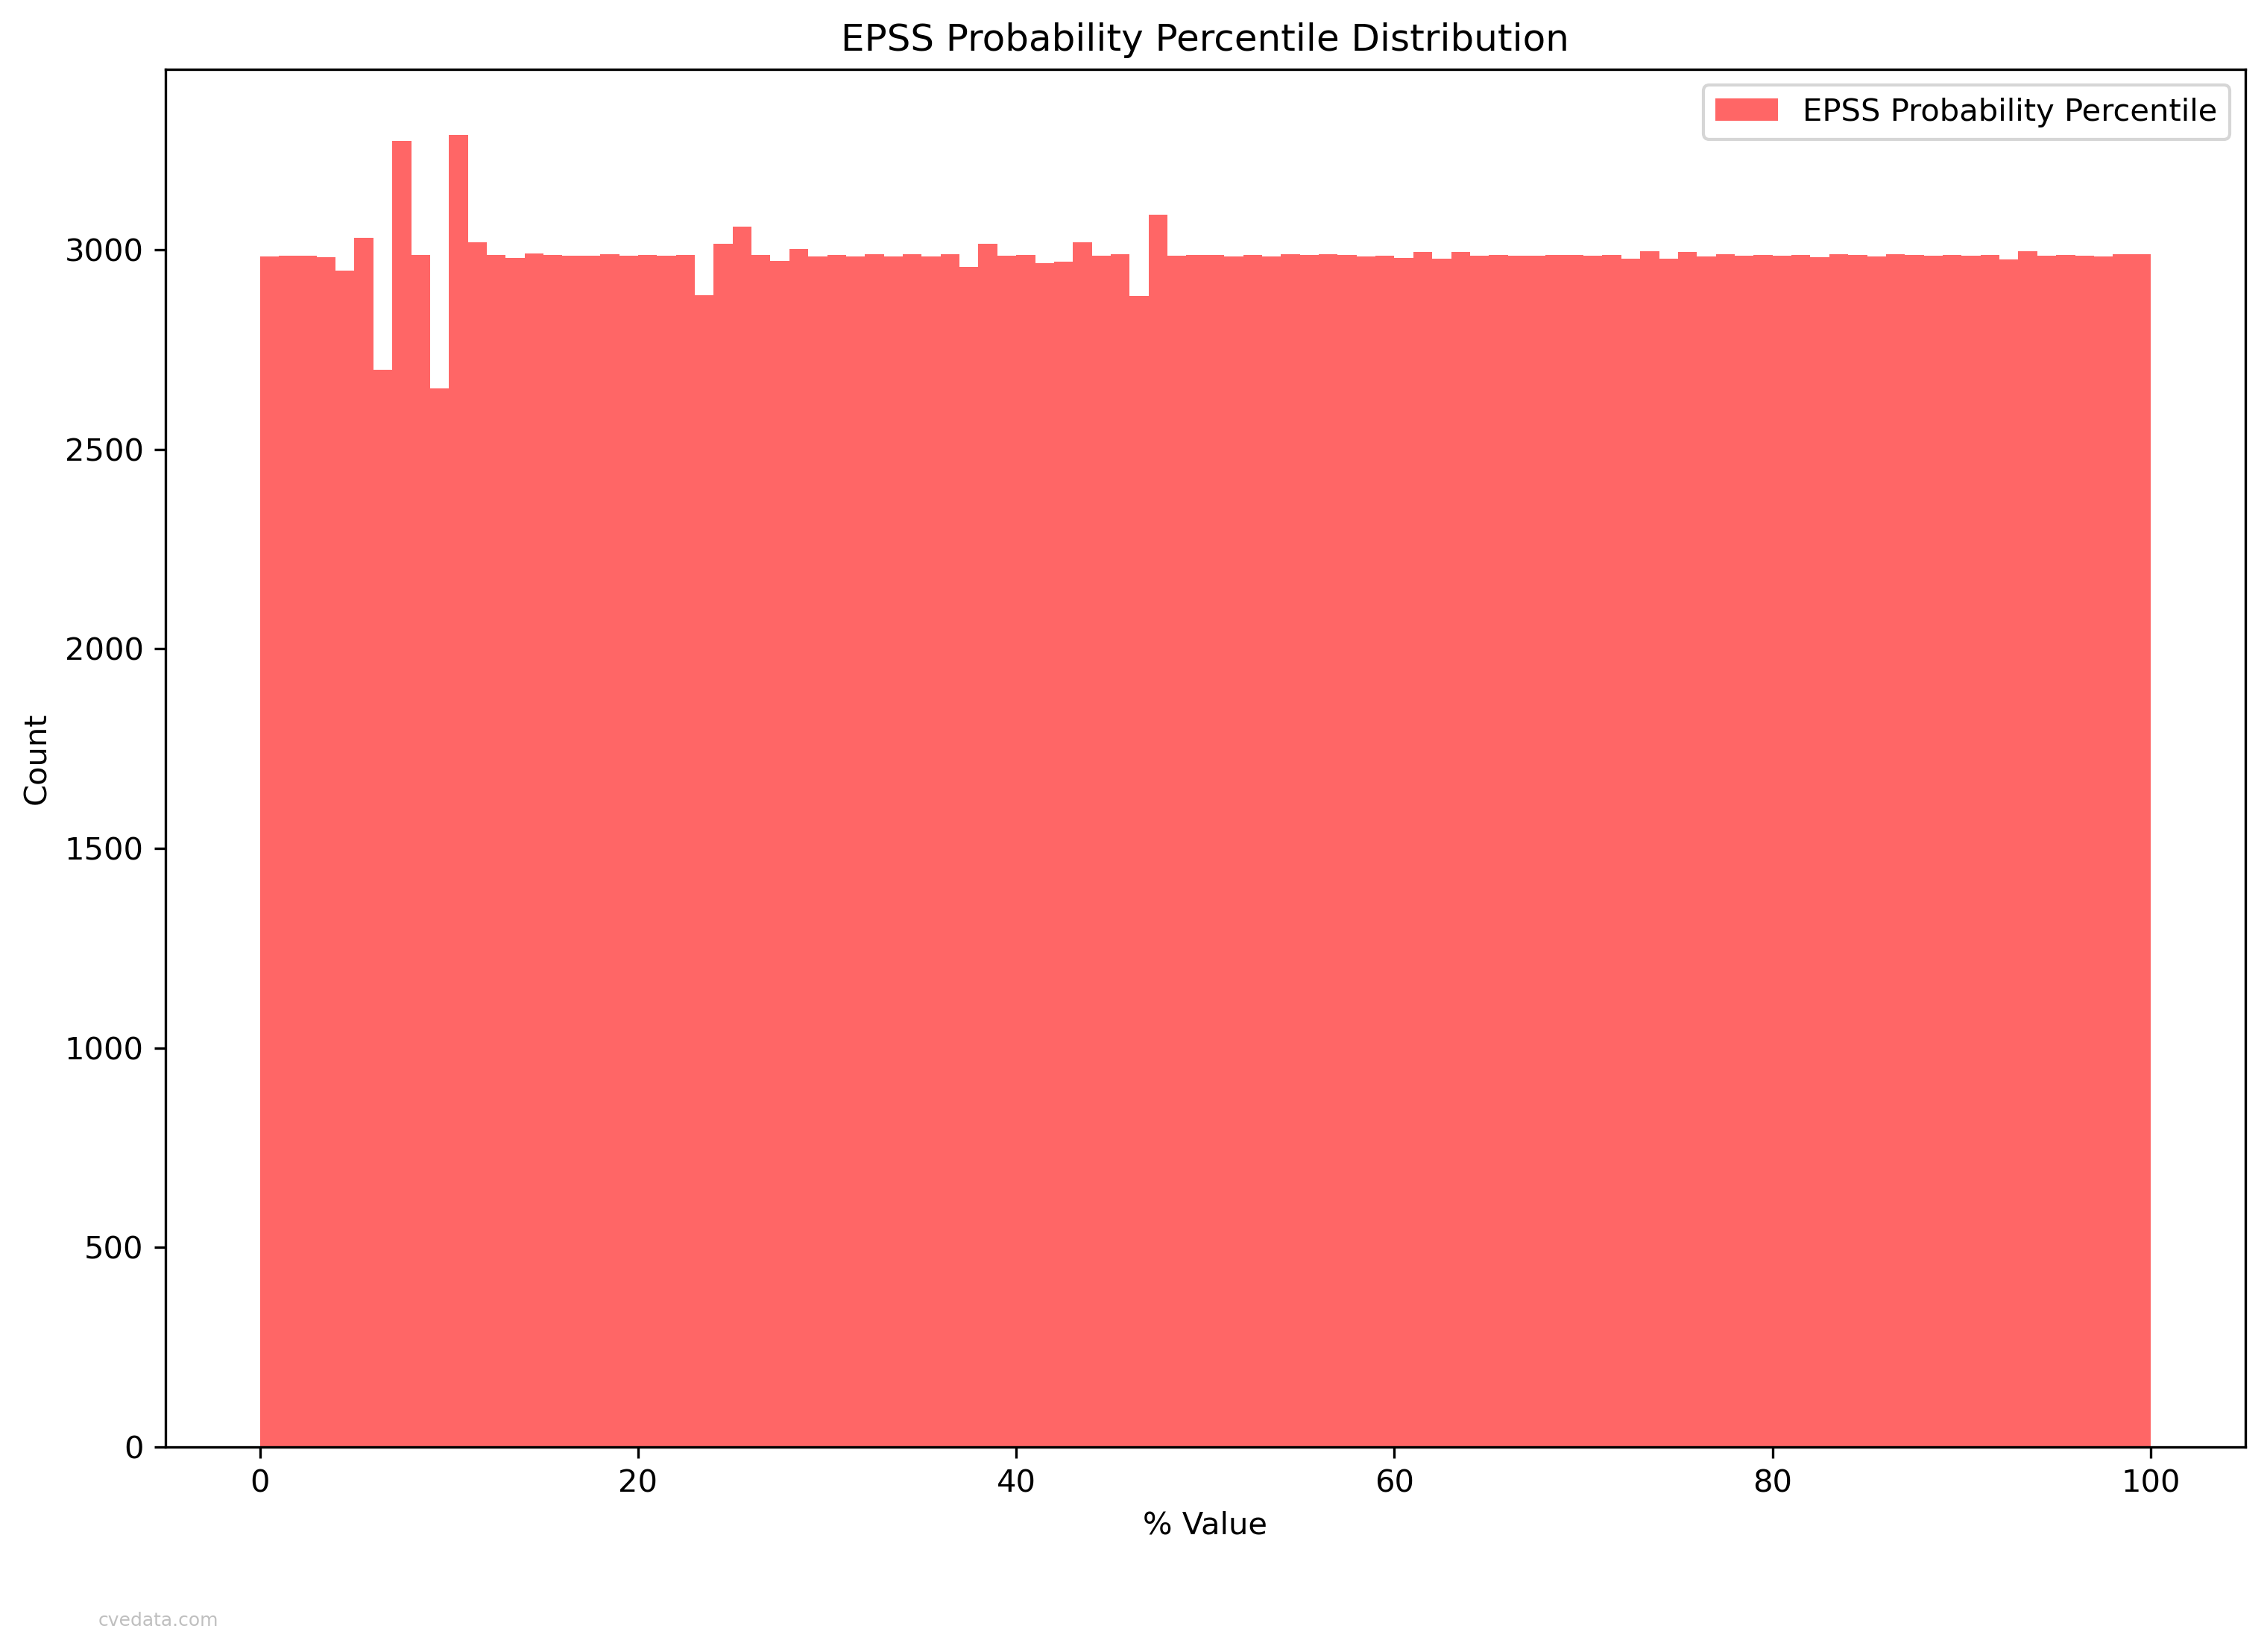 EPSS Probability Percentile Distribution
EPSS Probability Percentile
3000
2500
2000
1500
1000
500
0
Count
0 20 40 60 80 100
% Value
cvedata.com